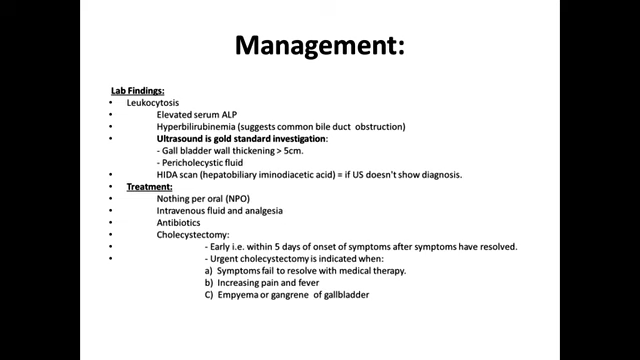 Management:
Lab Findings:
• Leukocytosis
• Elevated serum ALP
• Hyperbilirubinemia (suggests common bile duct obstruction)
• Ultrasound is gold standard investigation:
- Gall bladder wall thickening > 5cm.
- Pericholecystic fluid
• HIDA scan (hepatobiliary iminodiacetic acid) = if US doesn't show diagnosis.
• Treatment:
• Nothing per oral (NPO)
• Intravenous fluid and analgesia
• Antibiotics
• Cholecystectomy:
• - Early i.e. within 5 days of onset of symptoms after symptoms have resolved.
• - Urgent cholecystectomy is indicated when:
a) Symptoms fail to resolve with medical therapy.
b) Increasing pain and fever
C) Empyema or gangrene of gallbladder